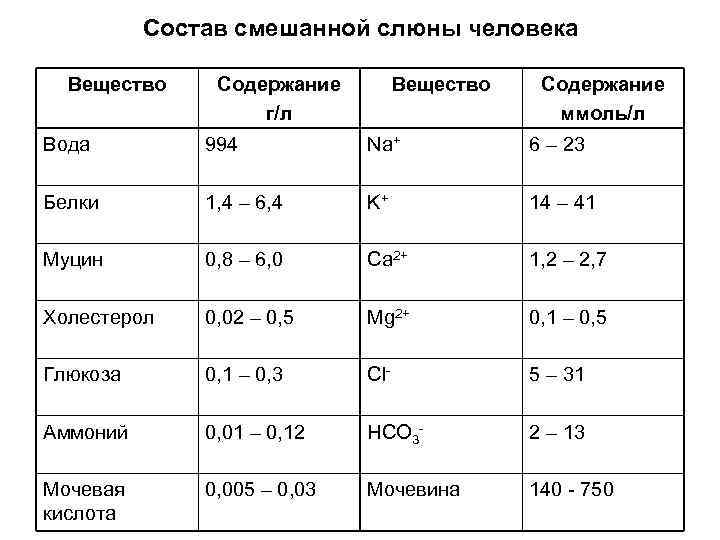 Состав смешанной слюны человека
Вещество Содержание г/л Вещество Содержание ммоль/л
Вода 994 Na⁺ 6 – 23
Белки 1, 4 – 6, 4 K⁺ 14 – 41
Муцин 0, 8 – 6, 0 Ca²⁺ 1, 2 – 2, 7
Холестерол 0, 02 – 0, 5 Mg²⁺ 0, 1 – 0, 5
Глюкоза 0, 1 – 0, 3 Cl⁻ 5 – 31
Аммоний 0, 01 – 0, 12 HCO₃⁻ 2 – 13
Мочевая кислота 0, 005 – 0, 03 Мочевина 140 - 750